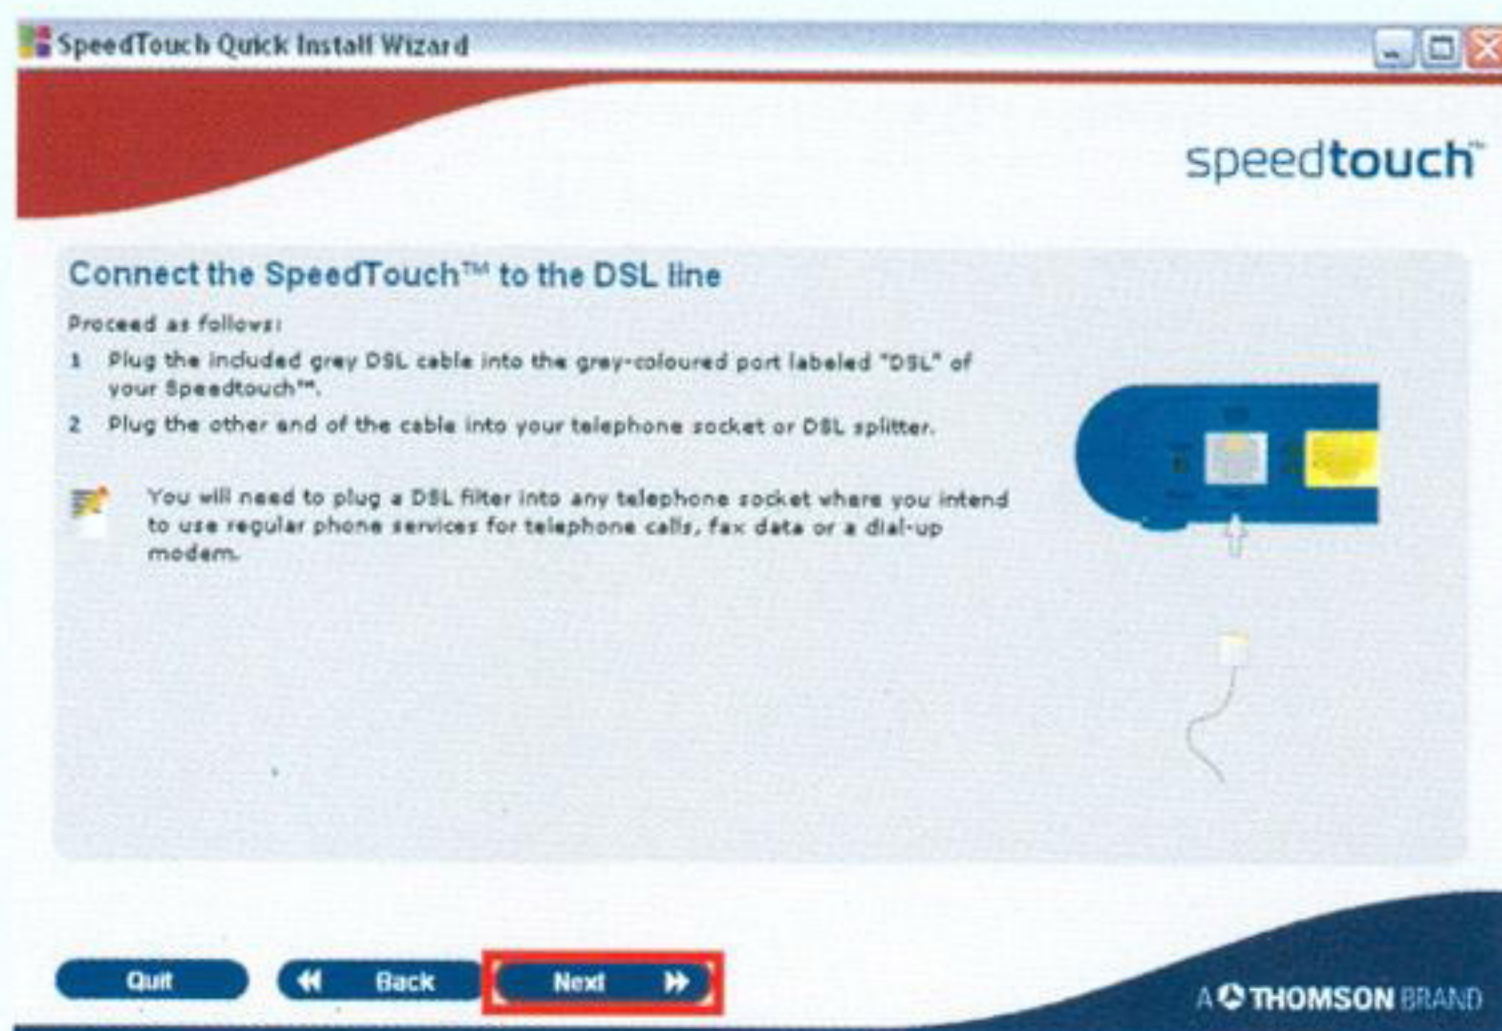 SpeedTouch Quick Install Wizard
speedtouch™
Connect the SpeedTouch™ to the DSL line
Proceed as follows:
1 Plug the included grey DSL cable into the grey-coloured port labeled "DSL" of
your Speedtouch™.
2 Plug the other end of the cable into your telephone socket or DSL splitter.
You will need to plug a DSL filter into any telephone socket where you intend
to use regular phone services for telephone calls, fax data or a dial-up
modem.
Quit
Back
Next
A THOMSON BRAND